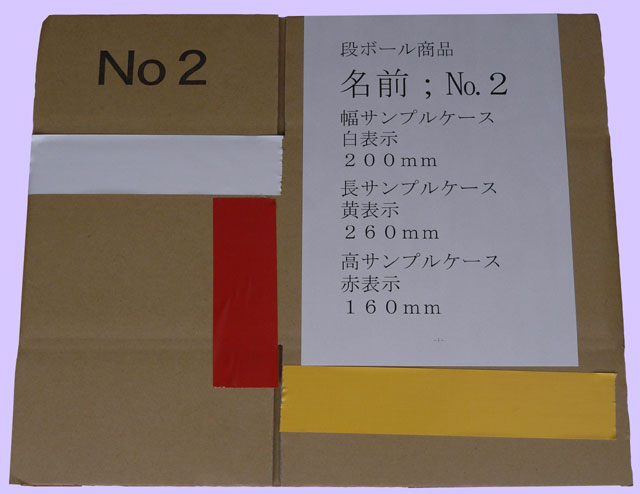 No 2
段ボール商品
名前；No.２
幅サンプルケース
白表示
２００ｍｍ
長サンプルケース
黄表示
２６０ｍｍ
高サンプルケース
赤表示
１６０ｍｍ
-1-